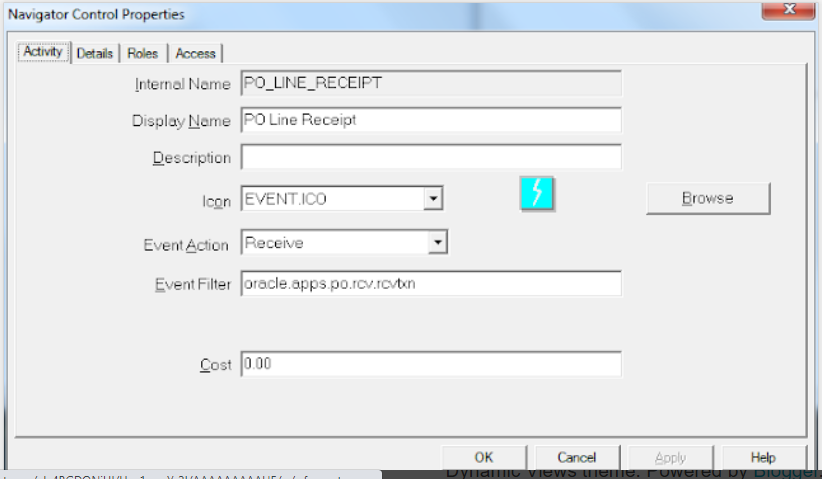 Navigator Control Properties
Activity Details Roles Access
Internal Name PO_LINE_RECEIPT
Display Name PO Line Receipt
Description
Icon EVENT.ICO Browse
Event Action Receive
Event Filter oracle.apps.po.rcv.rcvtxn
Cost 0.00
OK Cancel Apply Help
Dynamic Views theme. Powered by Blogger